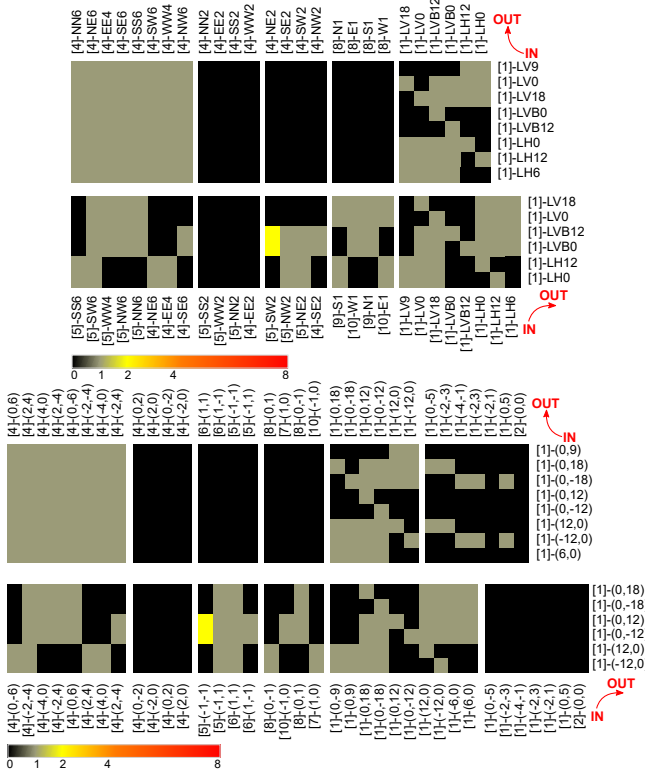 [4]-NN6
[4]-NE6
[4]-EE4
[4]-SE6
[4]-SS6
[4]-SW6
[4]-WW4
[4]-NW6
[4]-NN2
[4]-EE2
[4]-SS2
[4]-WW2
[4]-NE2
[4]-SE2
[4]-SW2
[4]-NW2
[8]-N1
[8]-E1
[8]-S1
[8]-W1
[1]-LV18
[1]-LV0
[1]-LVB12
[1]-LVB0
[1]-LH12
[1]-LH0
OUT
IN
[1]-LV9
[1]-LV0
[1]-LV18
[1]-LVB0
[1]-LVB12
[1]-LH0
[1]-LH12
[1]-LH6
[1]-LV18
[1]-LV0
[1]-LVB12
[1]-LVB0
[1]-LH12
[1]-LH0
[5]-SS6
[5]-SW6
[5]-WW4
[5]-NW6
[5]-NN6
[4]-NE6
[4]-EE4
[4]-SE6
[5]-SS2
[5]-WW2
[5]-NN2
[4]-EE2
[5]-SW2
[5]-NW2
[5]-NE2
[4]-SE2
[9]-S1
[10]-W1
[9]-N1
[10]-E1
[1]-LV9
[1]-LV0
[1]-LV18
[1]-LVB0
[1]-LVB12
[1]-LH0
[1]-LH12
[1]-LH6
OUT
IN
0 1 2 4 8
[4]-(0,6)
[4]-(2,4)
[4]-(4,0)
[4]-(2,-4)
[4]-(0,-6)
[4]-(-2,-4)
[4]-(-4,0)
[4]-(-2,4)
[4]-(0,2)
[4]-(2,0)
[4]-(0,-2)
[4]-(-2,0)
[6]-(1,1)
[6]-(1,-1)
[5]-(-1,-1)
[5]-(-1,1)
[8]-(0,1)
[7]-(1,0)
[8]-(0,-1)
[10]-(-1,0)
[1]-(0,18)
[1]-(0,-18)
[1]-(0,12)
[1]-(0,-12)
[1]-(12,0)
[1]-(-12,0)
[1]-(0,-5)
[1]-(-2,-3)
[1]-(-4,-1)
[1]-(-2,3)
[1]-(-2,1)
[1]-(0,5)
[2]-(0,0)
OUT
IN
[1]-(0,9)
[1]-(0,18)
[1]-(0,-18)
[1]-(0,12)
[1]-(0,-12)
[1]-(12,0)
[1]-(-12,0)
[1]-(6,0)
[1]-(0,18)
[1]-(0,-18
[1]-(0,12)
[1]-(0,-12
[1]-(12,0)
[1]-(-12,0
[4]-(0,-6)
[4]-(-2,-4)
[4]-(-4,0)
[4]-(-2,4)
[4]-(0,6)
[4]-(2,4)
[4]-(4,0)
[4]-(2,-4)
[4]-(0,-2)
[4]-(-2,0)
[4]-(0,2)
[4]-(2,0)
[5]-(-1,-1)
[5]-(-1,1)
[6]-(1,1)
[6]-(1,-1)
[8]-(0,-1)
[10]-(-1,0)
[8]-(0,1)
[7]-(1,0)
[1]-(0,-9)
[1]-(0,9)
[1]-(0,18)
[1]-(0,-18)
[1]-(0,12)
[1]-(0,-12)
[1]-(12,0)
[1]-(-12,0)
[1]-(-6,0)
[1]-(6,0)
[1]-(0,-5)
[1]-(-2,-3)
[1]-(-4,-1)
[1]-(-2,3)
[1]-(-2,1)
[1]-(0,5)
[2]-(0,0)
OUT
IN
0 1 2 4 8